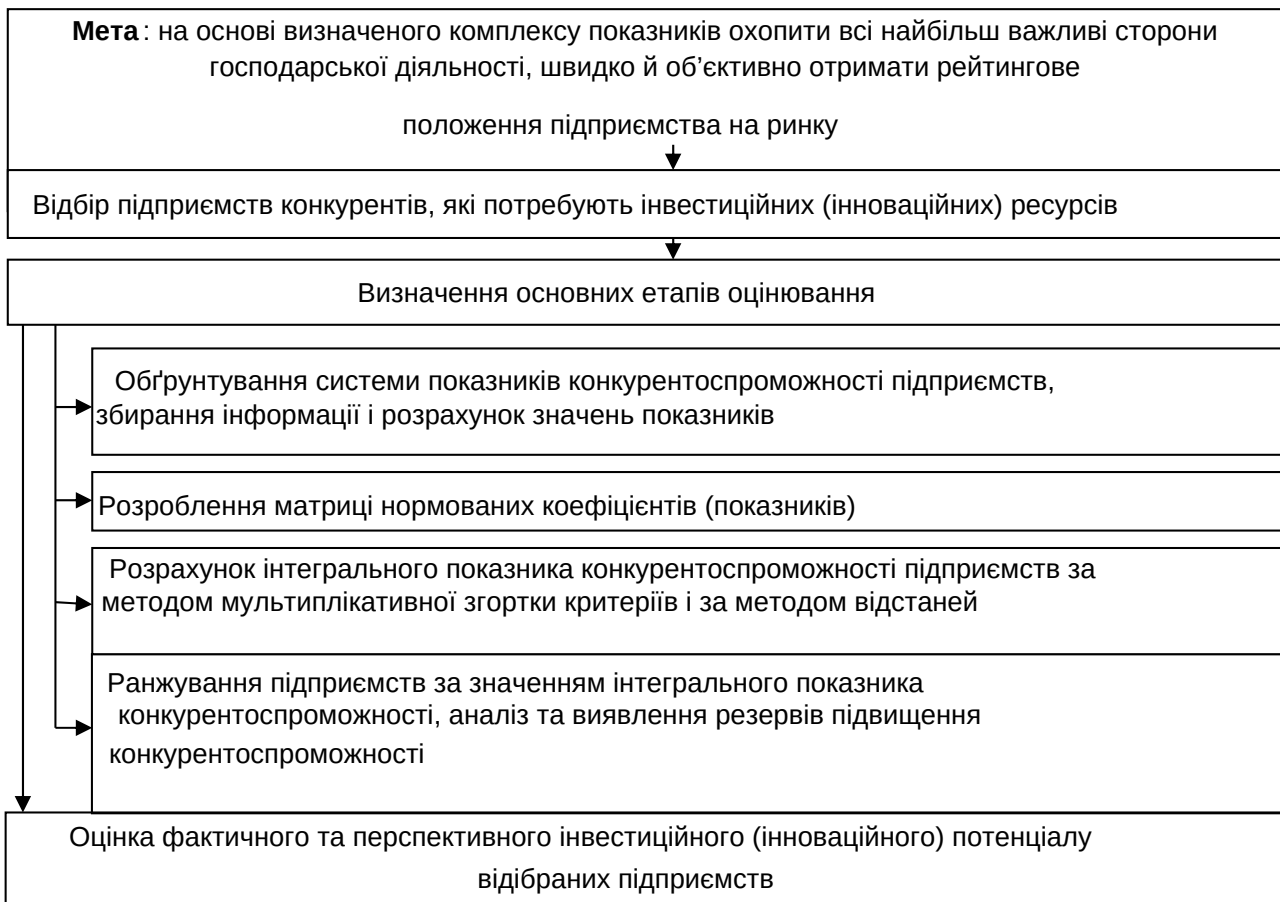 Мета : на основі визначеного комплексу показників охопити всі найбільш важливі сторони
господарської діяльності, швидко й об’єктивно отримати рейтингове
положення підприємства на ринку
Відбір підприємств конкурентів, які потребують інвестиційних (інноваційних) ресурсів
Визначення основних етапів оцінювання
Обґрунтування системи показників конкурентоспроможності підприємств,
збирання інформації і розрахунок значень показників
Розроблення матриці нормованих коефіцієнтів (показників)
Розрахунок інтегрального показника конкурентоспроможності підприємств за
методом мультиплікативної згортки критеріїв і за методом відстаней
Ранжування підприємств за значенням інтегрального показника
конкурентоспроможності, аналіз та виявлення резервів підвищення
конкурентоспроможності
Оцінка фактичного та перспективного інвестиційного (інноваційного) потенціалу
відібраних підприємств